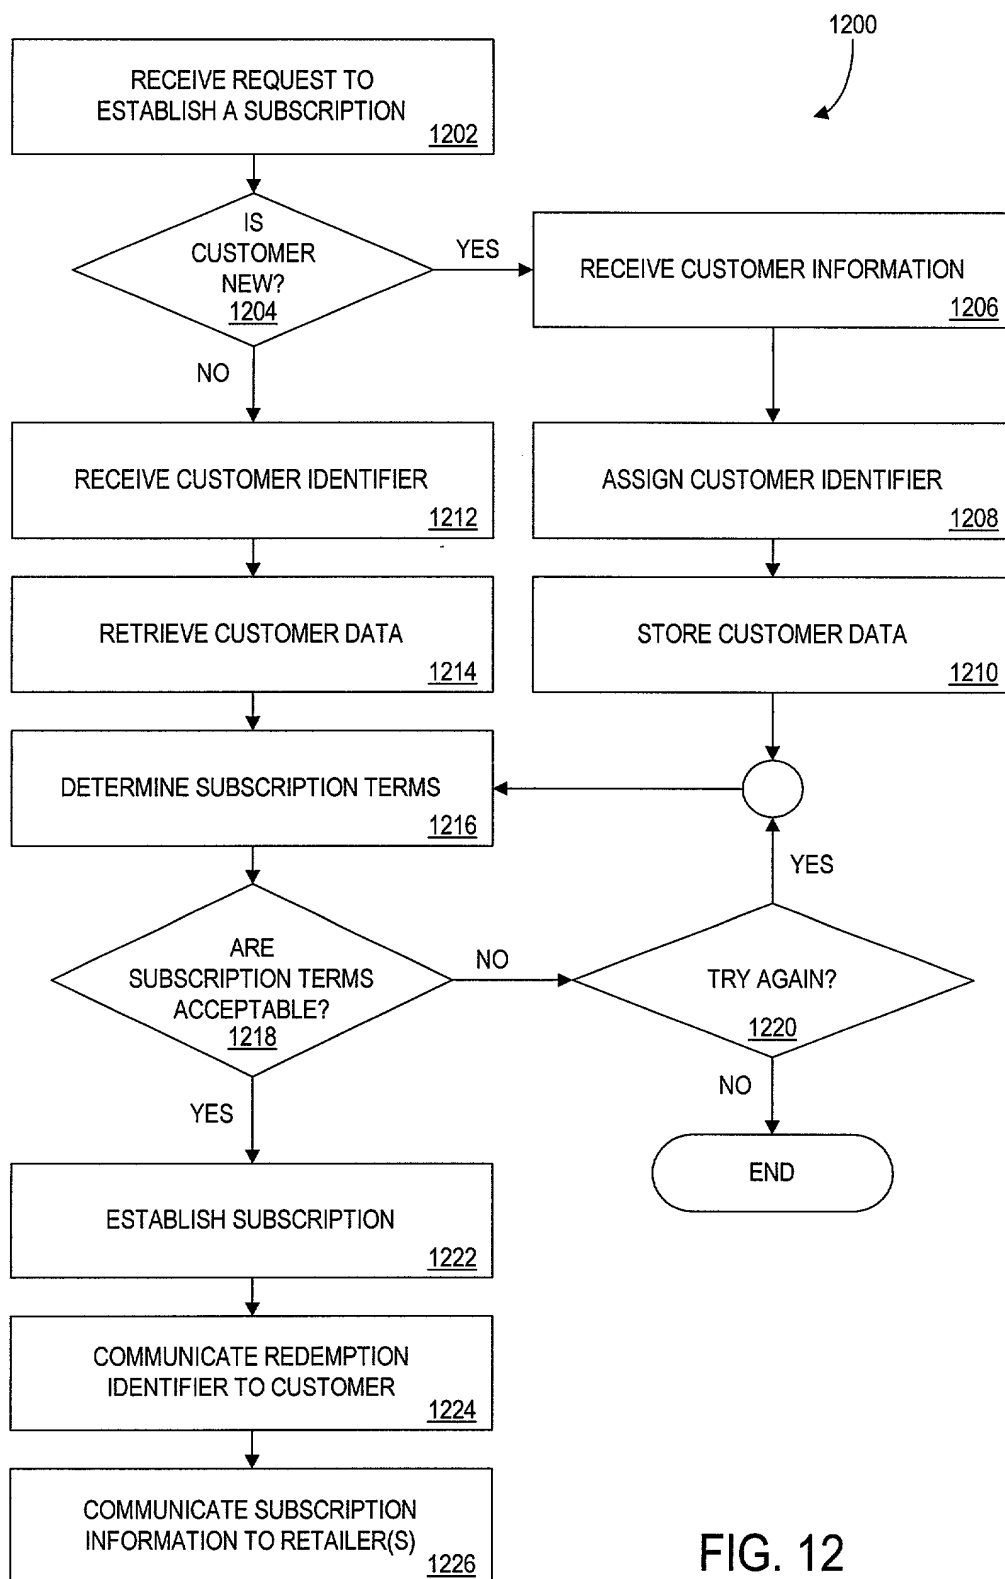 1200
RECEIVE REQUEST TO
ESTABLISH A SUBSCRIPTION
1202
IS
CUSTOMER
NEW?
1204
YES
RECEIVE CUSTOMER INFORMATION
1206
NO
RECEIVE CUSTOMER IDENTIFIER
1212
ASSIGN CUSTOMER IDENTIFIER
1208
RETRIEVE CUSTOMER DATA
1214
STORE CUSTOMER DATA
1210
DETERMINE SUBSCRIPTION TERMS
1216
YES
ARE
SUBSCRIPTION TERMS
ACCEPTABLE?
1218
NO
TRY AGAIN?
1220
YES
NO
END
ESTABLISH SUBSCRIPTION
1222
COMMUNICATE REDEMPTION
IDENTIFIER TO CUSTOMER
1224
COMMUNICATE SUBSCRIPTION
INFORMATION TO RETAILER(S)
1226
FIG. 12